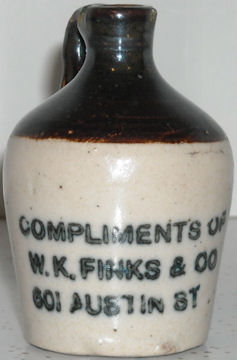 COMPLIMENTS OF
W.K. FINKS & CO
601 AUSTIN ST